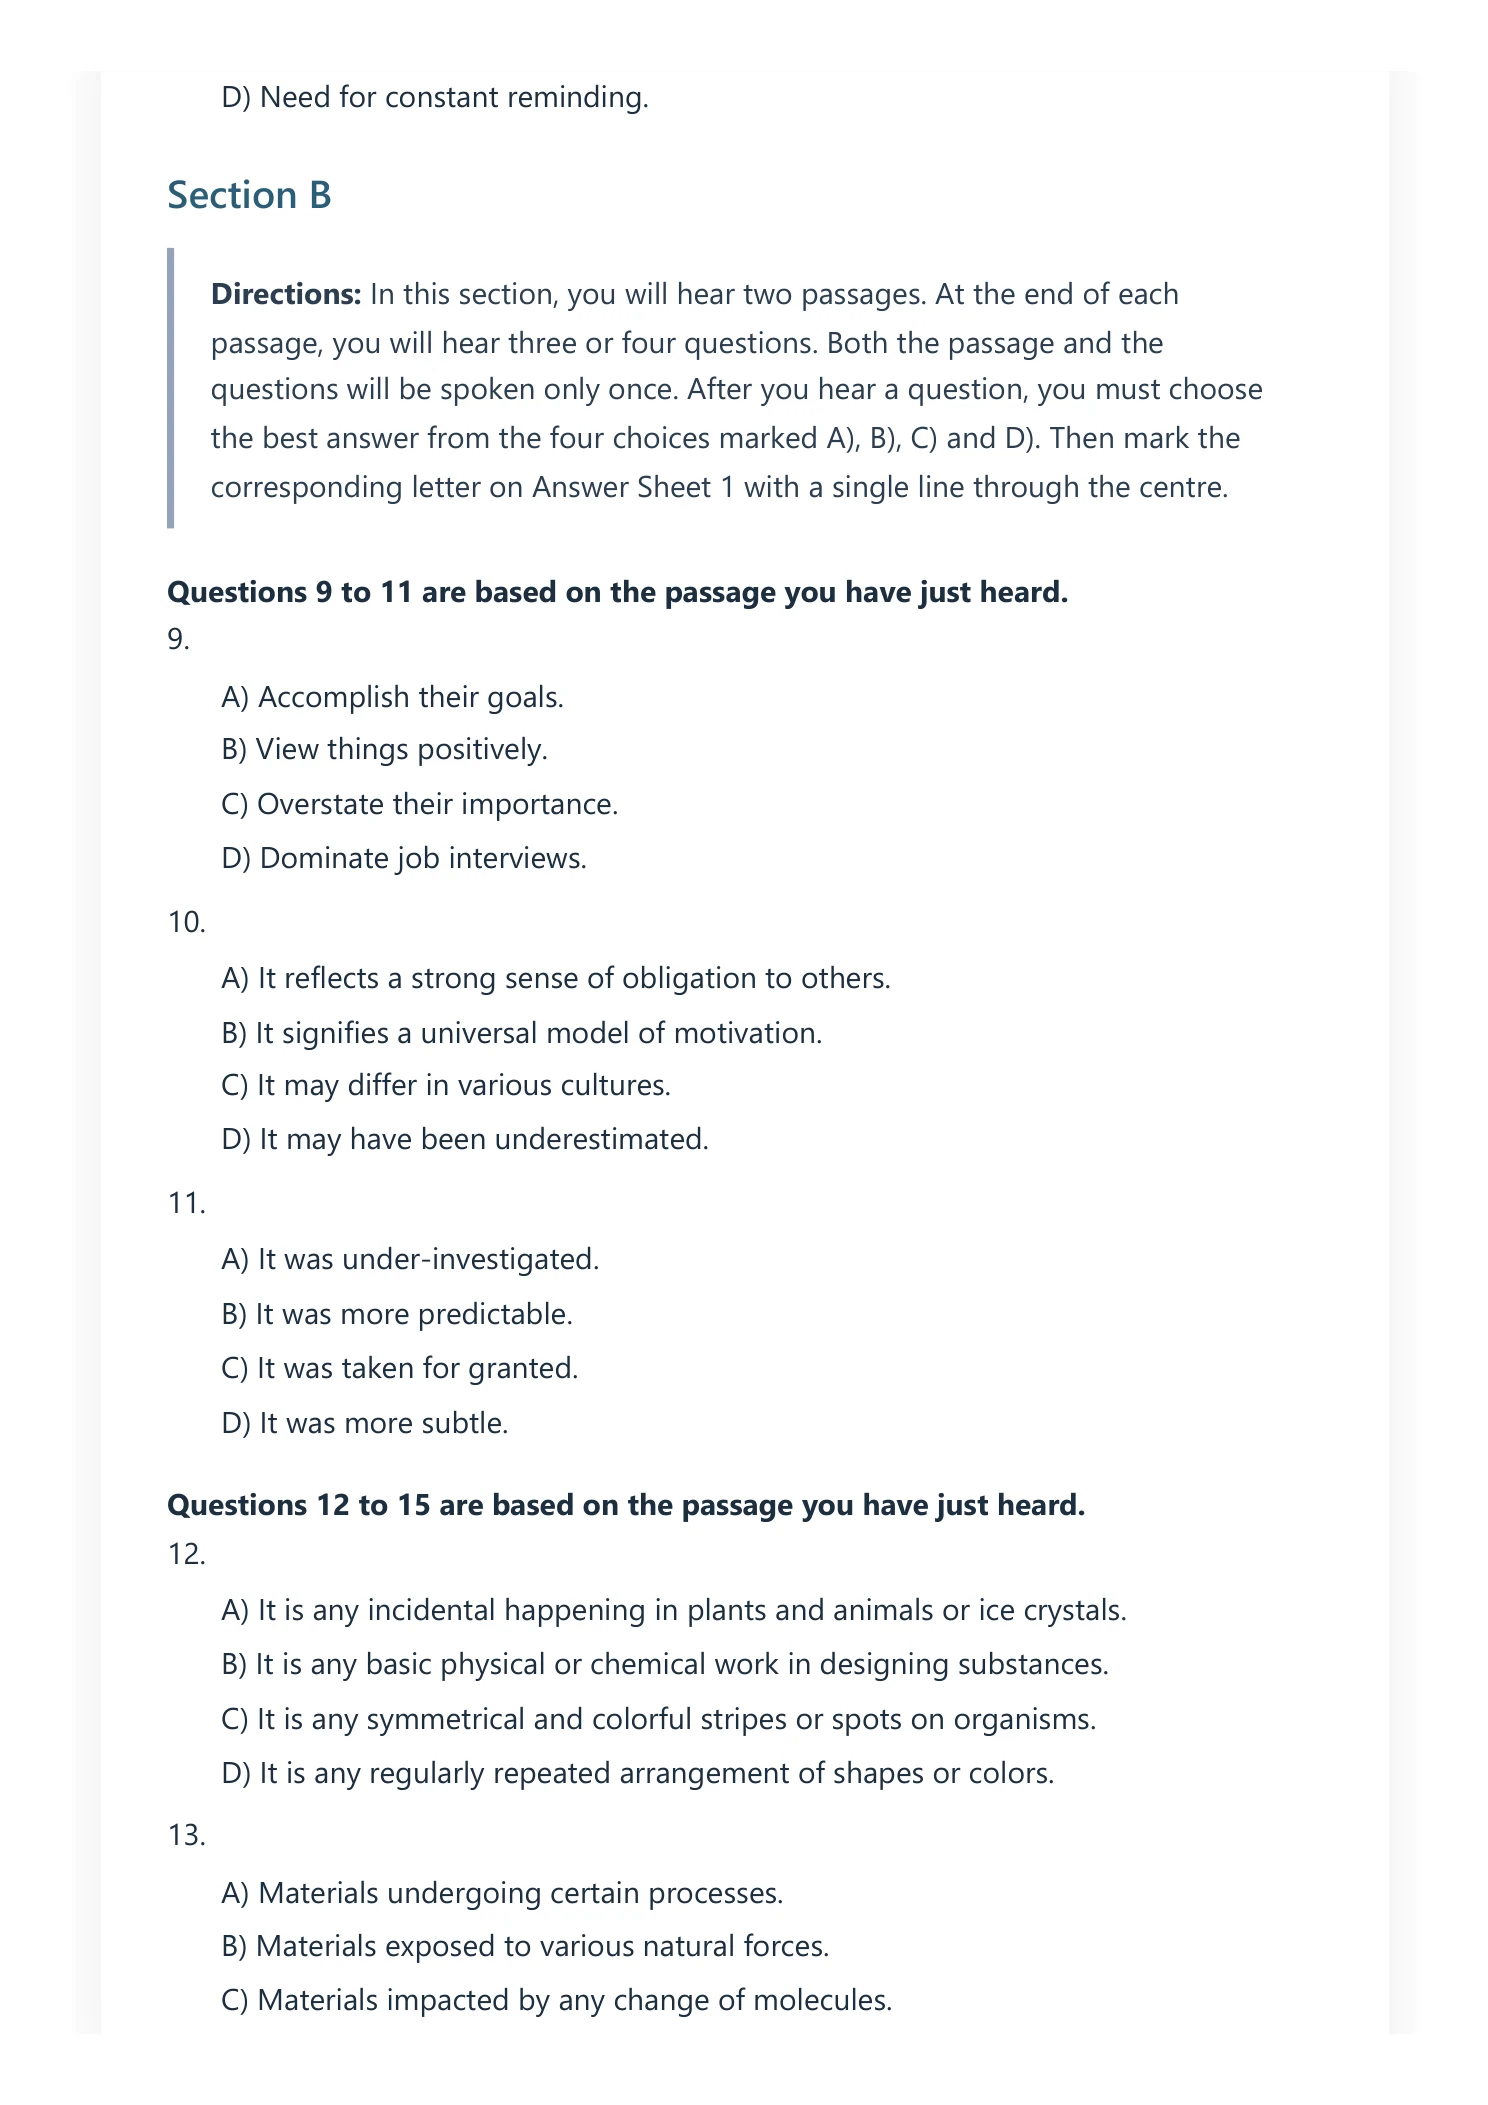 D) Need for constant reminding.
Section B
Directions: In this section, you will hear two passages. At the end of each
passage, you will hear three or four questions. Both the passage and the
questions will be spoken only once. After you hear a question, you must choose
the best answer from the four choices marked A), B), C) and D). Then mark the
corresponding letter on Answer Sheet 1 with a single line through the centre.
Questions 9 to 11 are based on the passage you have just heard.
9.
A) Accomplish their goals.
B) View things positively.
C) Overstate their importance.
D) Dominate job interviews.
10.
A) It reflects a strong sense of obligation to others.
B) It signifies a universal model of motivation.
C) It may differ in various cultures.
D) It may have been underestimated.
11.
A) It was under-investigated.
B) It was more predictable.
C) It was taken for granted.
D) It was more subtle.
Questions 12 to 15 are based on the passage you have just heard.
12.
A) It is any incidental happening in plants and animals or ice crystals.
B) It is any basic physical or chemical work in designing substances.
C) It is any symmetrical and colorful stripes or spots on organisms.
D) It is any regularly repeated arrangement of shapes or colors.
13.
A) Materials undergoing certain processes.
B) Materials exposed to various natural forces.
C) Materials impacted by any change of molecules.